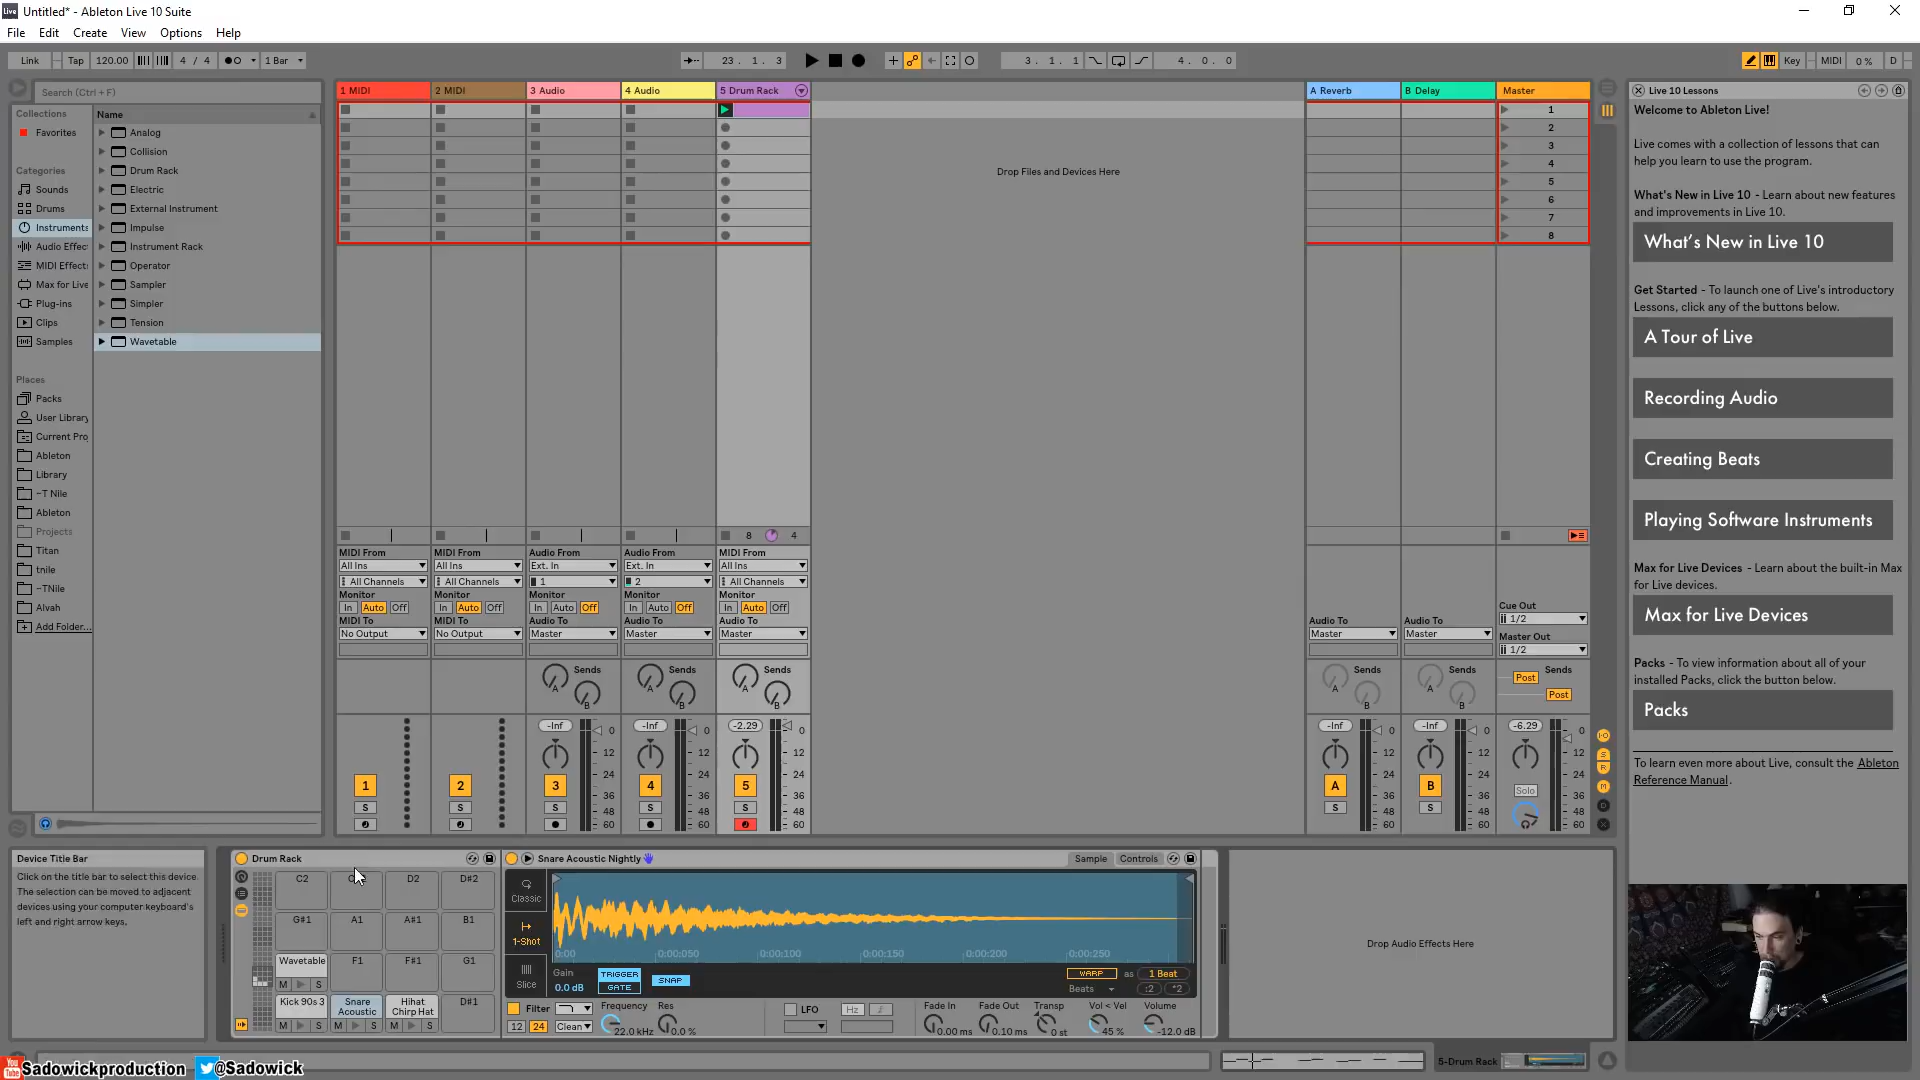 Untitled* - Ableton Live 10 Suite
File Edit Create View Options Help
Link Tap 120.00 4 / 4 1 Bar 23. 1. 3 3. 1. 1 4. 0. 0 Key MIDI 0 % D
Search (Ctrl + F)
Collections
Favorites
Categories
Sounds
Drums
Instruments
Audio Effec
MIDI Effect
Max for Live
Plug-ins
Clips
Samples
Places
Packs
User Library
Current Proj
Ableton
Library
~T Nile
Ableton
Projects
Titan
tnile
~TNile
Alvah
Add Folder...
Name
Analog
Collision
Drum Rack
Electric
External Instrument
Impulse
Instrument Rack
Operator
Sampler
Simpler
Tension
Wavetable
1 MIDI 2 MIDI 3 Audio 4 Audio 5 Drum Rack A Reverb B Delay Master
1
2
3
4
5
6
7
8
Drop Files and Devices Here
8 4
MIDI From MIDI From Audio From Audio From MIDI From
All Ins All Ins Ext. In Ext. In All Ins
All Channels All Channels 1 2 All Channels
Monitor Monitor Monitor Monitor Monitor
In Auto Off In Auto Off In Auto Off In Auto Off In Auto Off
MIDI To MIDI To Audio To Audio To Audio To Audio To Audio To
No Output No Output Master Master Master Master Master
Cue Out
1/2
Master Out
1/2
Sends Sends Sends Sends Sends Sends
A A A A A Post
B B B B B Post
-Inf -Inf -2.29 -Inf -Inf -6.29
0 12 24 36 48 60
0 12 24 36 48 60
0 12 24 36 48 60
0 12 24 36 48 60
0 12 24 36 48 60
0 12 24 36 48 60
1 2 3 4 5 A B Solo
S S S S S S S
Live 10 Lessons
Welcome to Ableton Live!
Live comes with a collection of lessons that can
help you learn to use the program.
What's New in Live 10 - Learn about new features
and improvements in Live 10.
What's New in Live 10
Get Started - To launch one of Live's introductory
Lessons, click any of the buttons below.
A Tour of Live
Recording Audio
Creating Beats
Playing Software Instruments
Max for Live Devices - Learn about the built-in Max
for Live devices.
Max for Live Devices
Packs - To view information about all of your
installed Packs, click the button below.
Packs
To learn even more about Live, consult the Ableton
Reference Manual.
Device Title Bar
Click on the title bar to select this device.
The selection can be moved to adjacent
devices using your computer keyboard's
left and right arrow keys.
Drum Rack
C2 D2 D#2
G#1 A1 A#1 B1
Wavetable F1 F#1 G1
M S
Kick 90s 3 Snare Acoustic Hihat Chirp Hat D#1
M S M S M S
Snare Acoustic Nightly Sample Controls
Classic
1-Shot
Slice
0:00 0:00:050 0:00:100 0:00:150 0:00:200 0:00:250
Gain
0.0 dB
TRIGGER
GATE
SNAP
WARP as 1 Beat
Beats :2 *2
Filter Frequency Res LFO Hz Fade In Fade Out Transp Vol < Vel Volume
12 24 Clean 22.0 kHz 0.0 % 0.00 ms 0.10 ms 0 st 45 % -12.0 dB
Drop Audio Effects Here
5-Drum Rack
You
Sadowickproduction @Sadowick